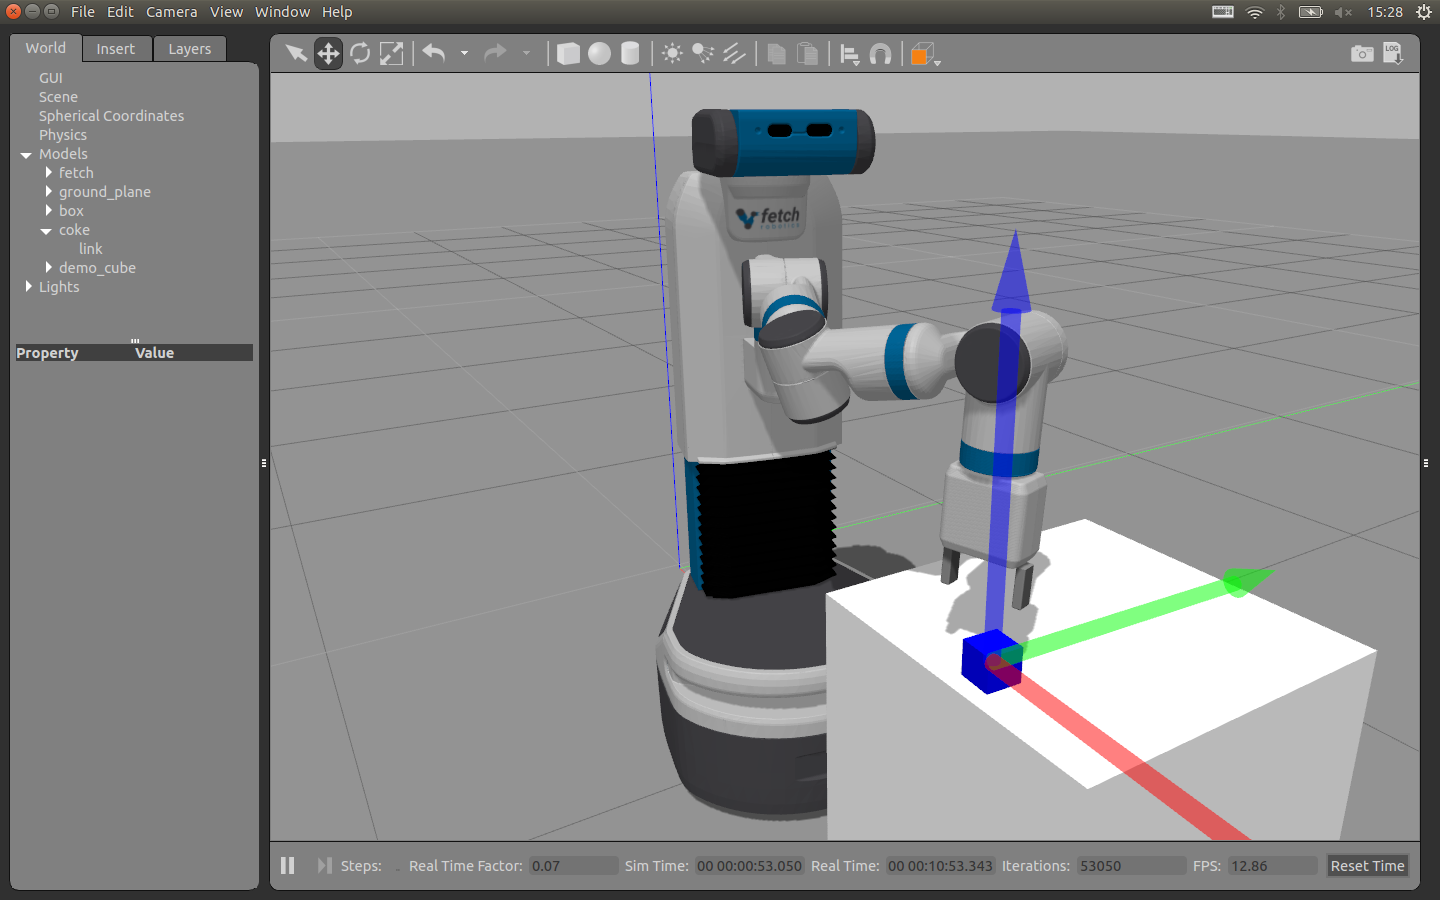 File Edit Camera View Window Help
15:28
World Insert Layers
GUI
Scene
Spherical Coordinates
Physics
Models
fetch
ground_plane
box
coke
link
demo_cube
Lights
Property Value
LOG
fetch
robotics
Steps: Real Time Factor: 0.07 Sim Time: 00 00:00:53.050 Real Time: 00 00:10:53.343 Iterations: 53050 FPS: 12.86 Reset Time